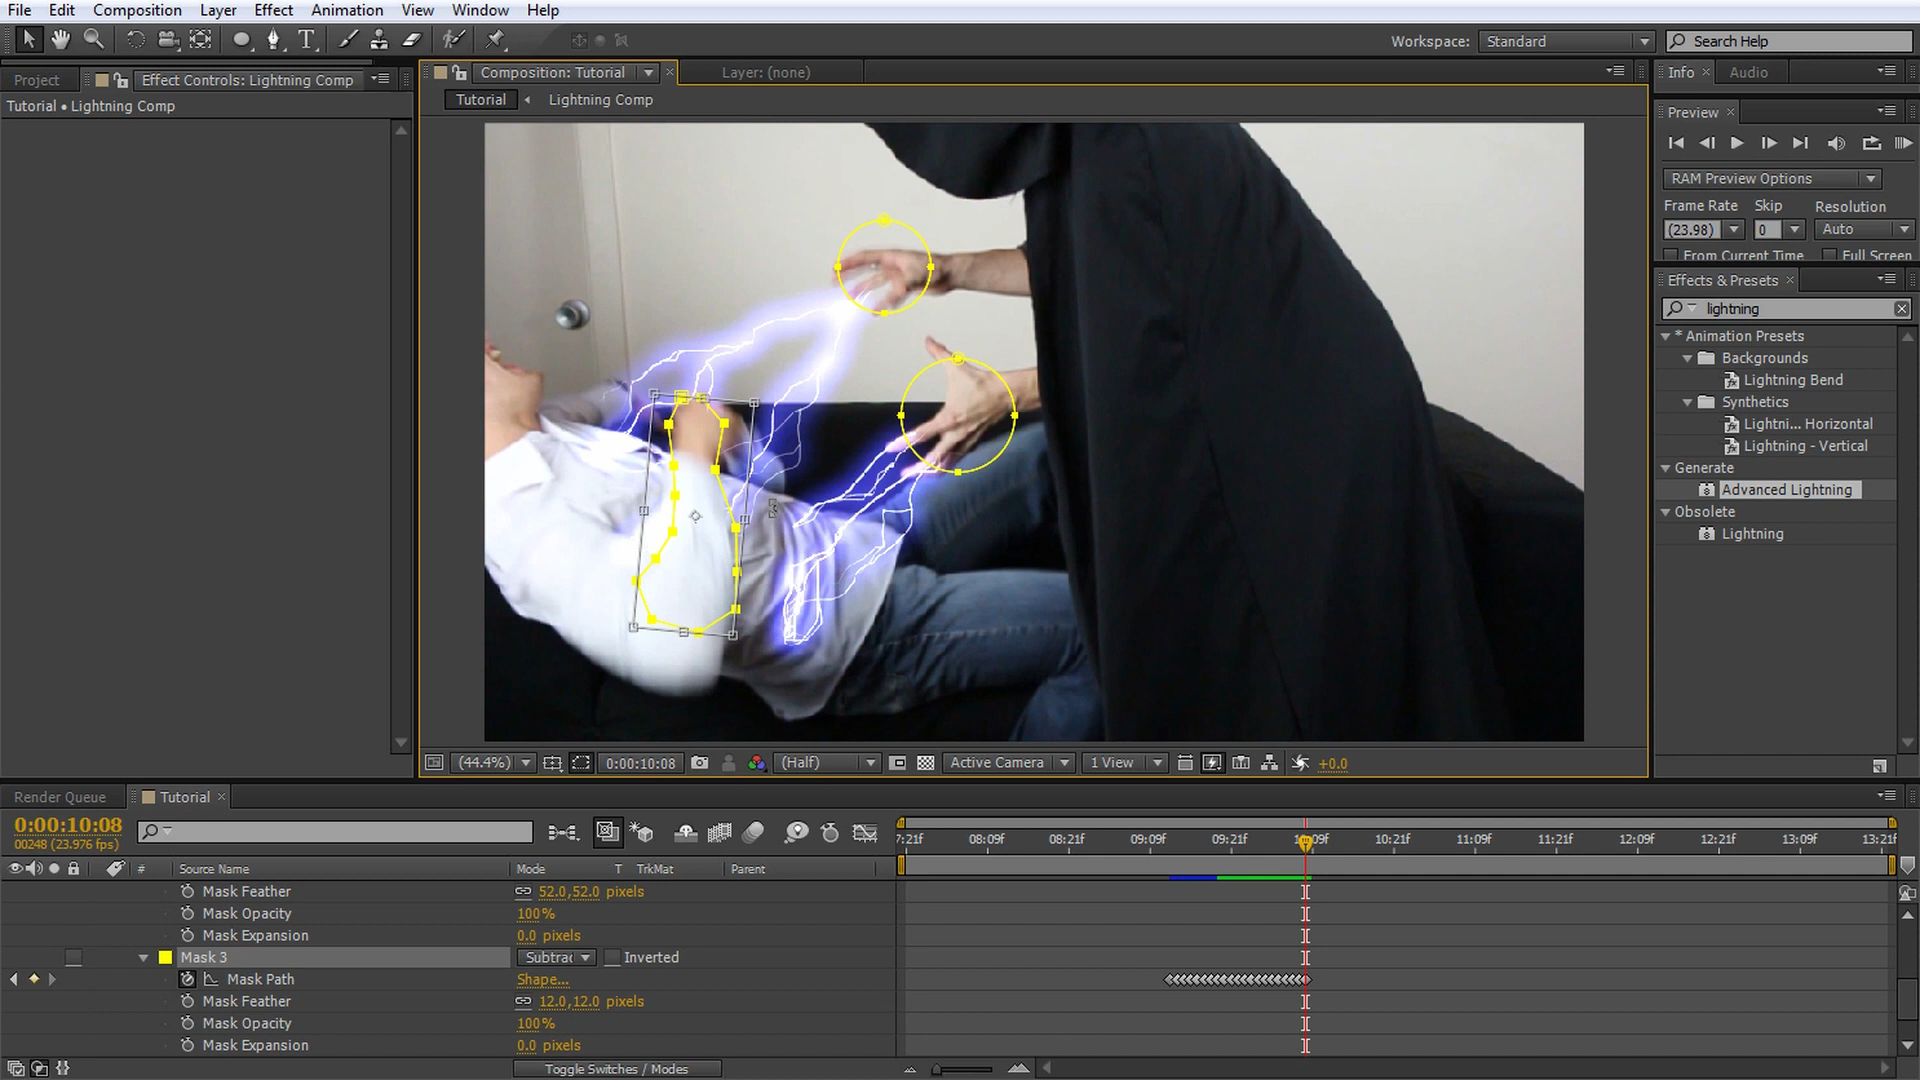 File Edit Composition Layer Effect Animation View Window Help
Workspace: Standard Search Help
Project Effect Controls: Lightning Comp
Tutorial • Lightning Comp
Composition: Tutorial Layer: (none)
Tutorial Lightning Comp
Info Audio
Preview
RAM Preview Options
Frame Rate Skip Resolution
(23.98) 0 Auto
From Current Time Full Screen
Effects & Presets
lightning
* Animation Presets
Backgrounds
Lightning Bend
Synthetics
Lightni... Horizontal
Lightning - Vertical
Generate
Advanced Lightning
Obsolete
Lightning
(44.4%) 0:00:10:08 (Half) Active Camera 1 View +0.0
Render Queue Tutorial
0:00:10:08
00248 (23.976 fps)
7:21f 08:09f 08:21f 09:09f 09:21f 10:09f 10:21f 11:09f 11:21f 12:09f 12:21f 13:09f 13:21f
# Source Name Mode T TrkMat Parent
Mask Feather 52.0,52.0 pixels
Mask Opacity 100%
Mask Expansion 0.0 pixels
Mask 3 Subtrac Inverted
Mask Path Shape...
Mask Feather 12.0,12.0 pixels
Mask Opacity 100%
Mask Expansion 0.0 pixels
Toggle Switches / Modes